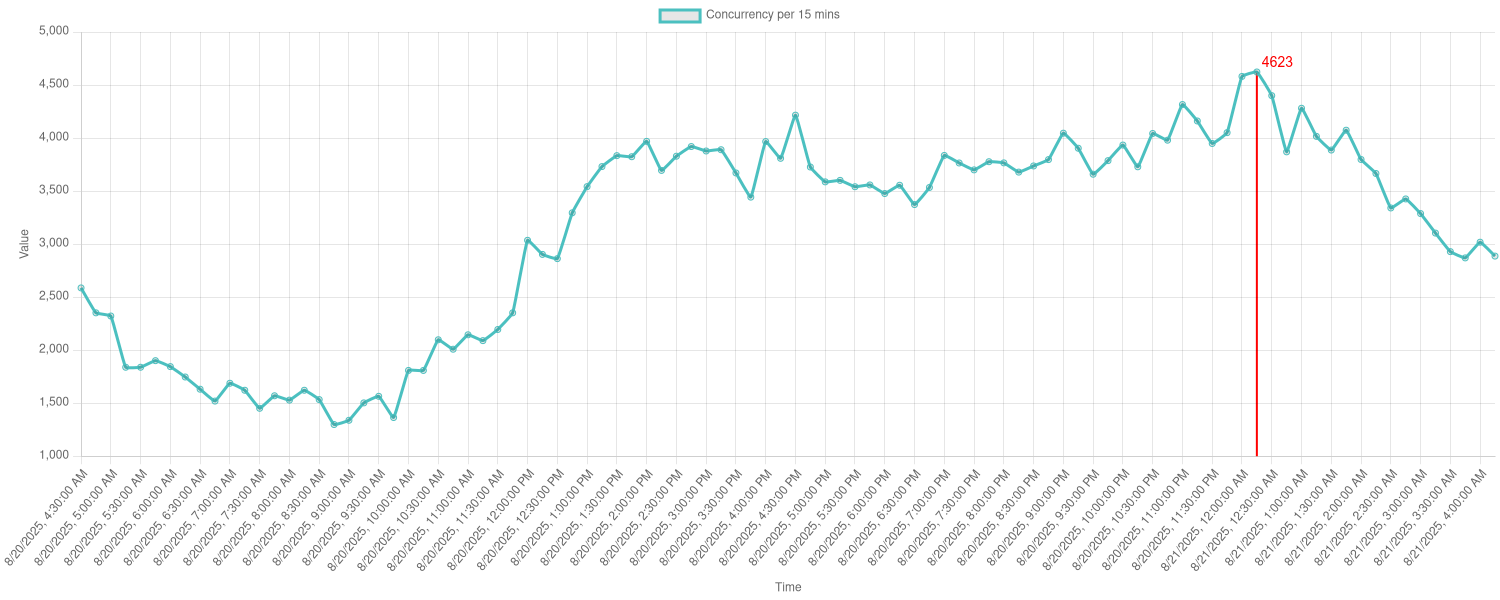 Concurrency per 15 mins
5,000
4,500
4,000
3,500
3,000
2,500
2,000
1,500
1,000
Value
4623
8/20/2025, 4:30:00 AM
8/20/2025, 5:00:00 AM
8/20/2025, 5:30:00 AM
8/20/2025, 6:00:00 AM
8/20/2025, 6:30:00 AM
8/20/2025, 7:00:00 AM
8/20/2025, 7:30:00 AM
8/20/2025, 8:00:00 AM
8/20/2025, 8:30:00 AM
8/20/2025, 9:00:00 AM
8/20/2025, 9:30:00 AM
8/20/2025, 10:00:00 AM
8/20/2025, 10:30:00 AM
8/20/2025, 11:00:00 AM
8/20/2025, 11:30:00 AM
8/20/2025, 12:00:00 PM
8/20/2025, 12:30:00 PM
8/20/2025, 1:00:00 PM
8/20/2025, 1:30:00 PM
8/20/2025, 2:00:00 PM
8/20/2025, 2:30:00 PM
8/20/2025, 3:00:00 PM
8/20/2025, 3:30:00 PM
8/20/2025, 4:00:00 PM
8/20/2025, 4:30:00 PM
8/20/2025, 5:00:00 PM
8/20/2025, 5:30:00 PM
8/20/2025, 6:00:00 PM
8/20/2025, 6:30:00 PM
8/20/2025, 7:00:00 PM
8/20/2025, 7:30:00 PM
8/20/2025, 8:00:00 PM
8/20/2025, 8:30:00 PM
8/20/2025, 9:00:00 PM
8/20/2025, 9:30:00 PM
8/20/2025, 10:00:00 PM
8/20/2025, 10:30:00 PM
8/20/2025, 11:00:00 PM
8/20/2025, 11:30:00 PM
8/21/2025, 12:00:00 AM
8/21/2025, 12:30:00 AM
8/21/2025, 1:00:00 AM
8/21/2025, 1:30:00 AM
8/21/2025, 2:00:00 AM
8/21/2025, 2:30:00 AM
8/21/2025, 3:00:00 AM
8/21/2025, 3:30:00 AM
8/21/2025, 4:00:00 AM
Time